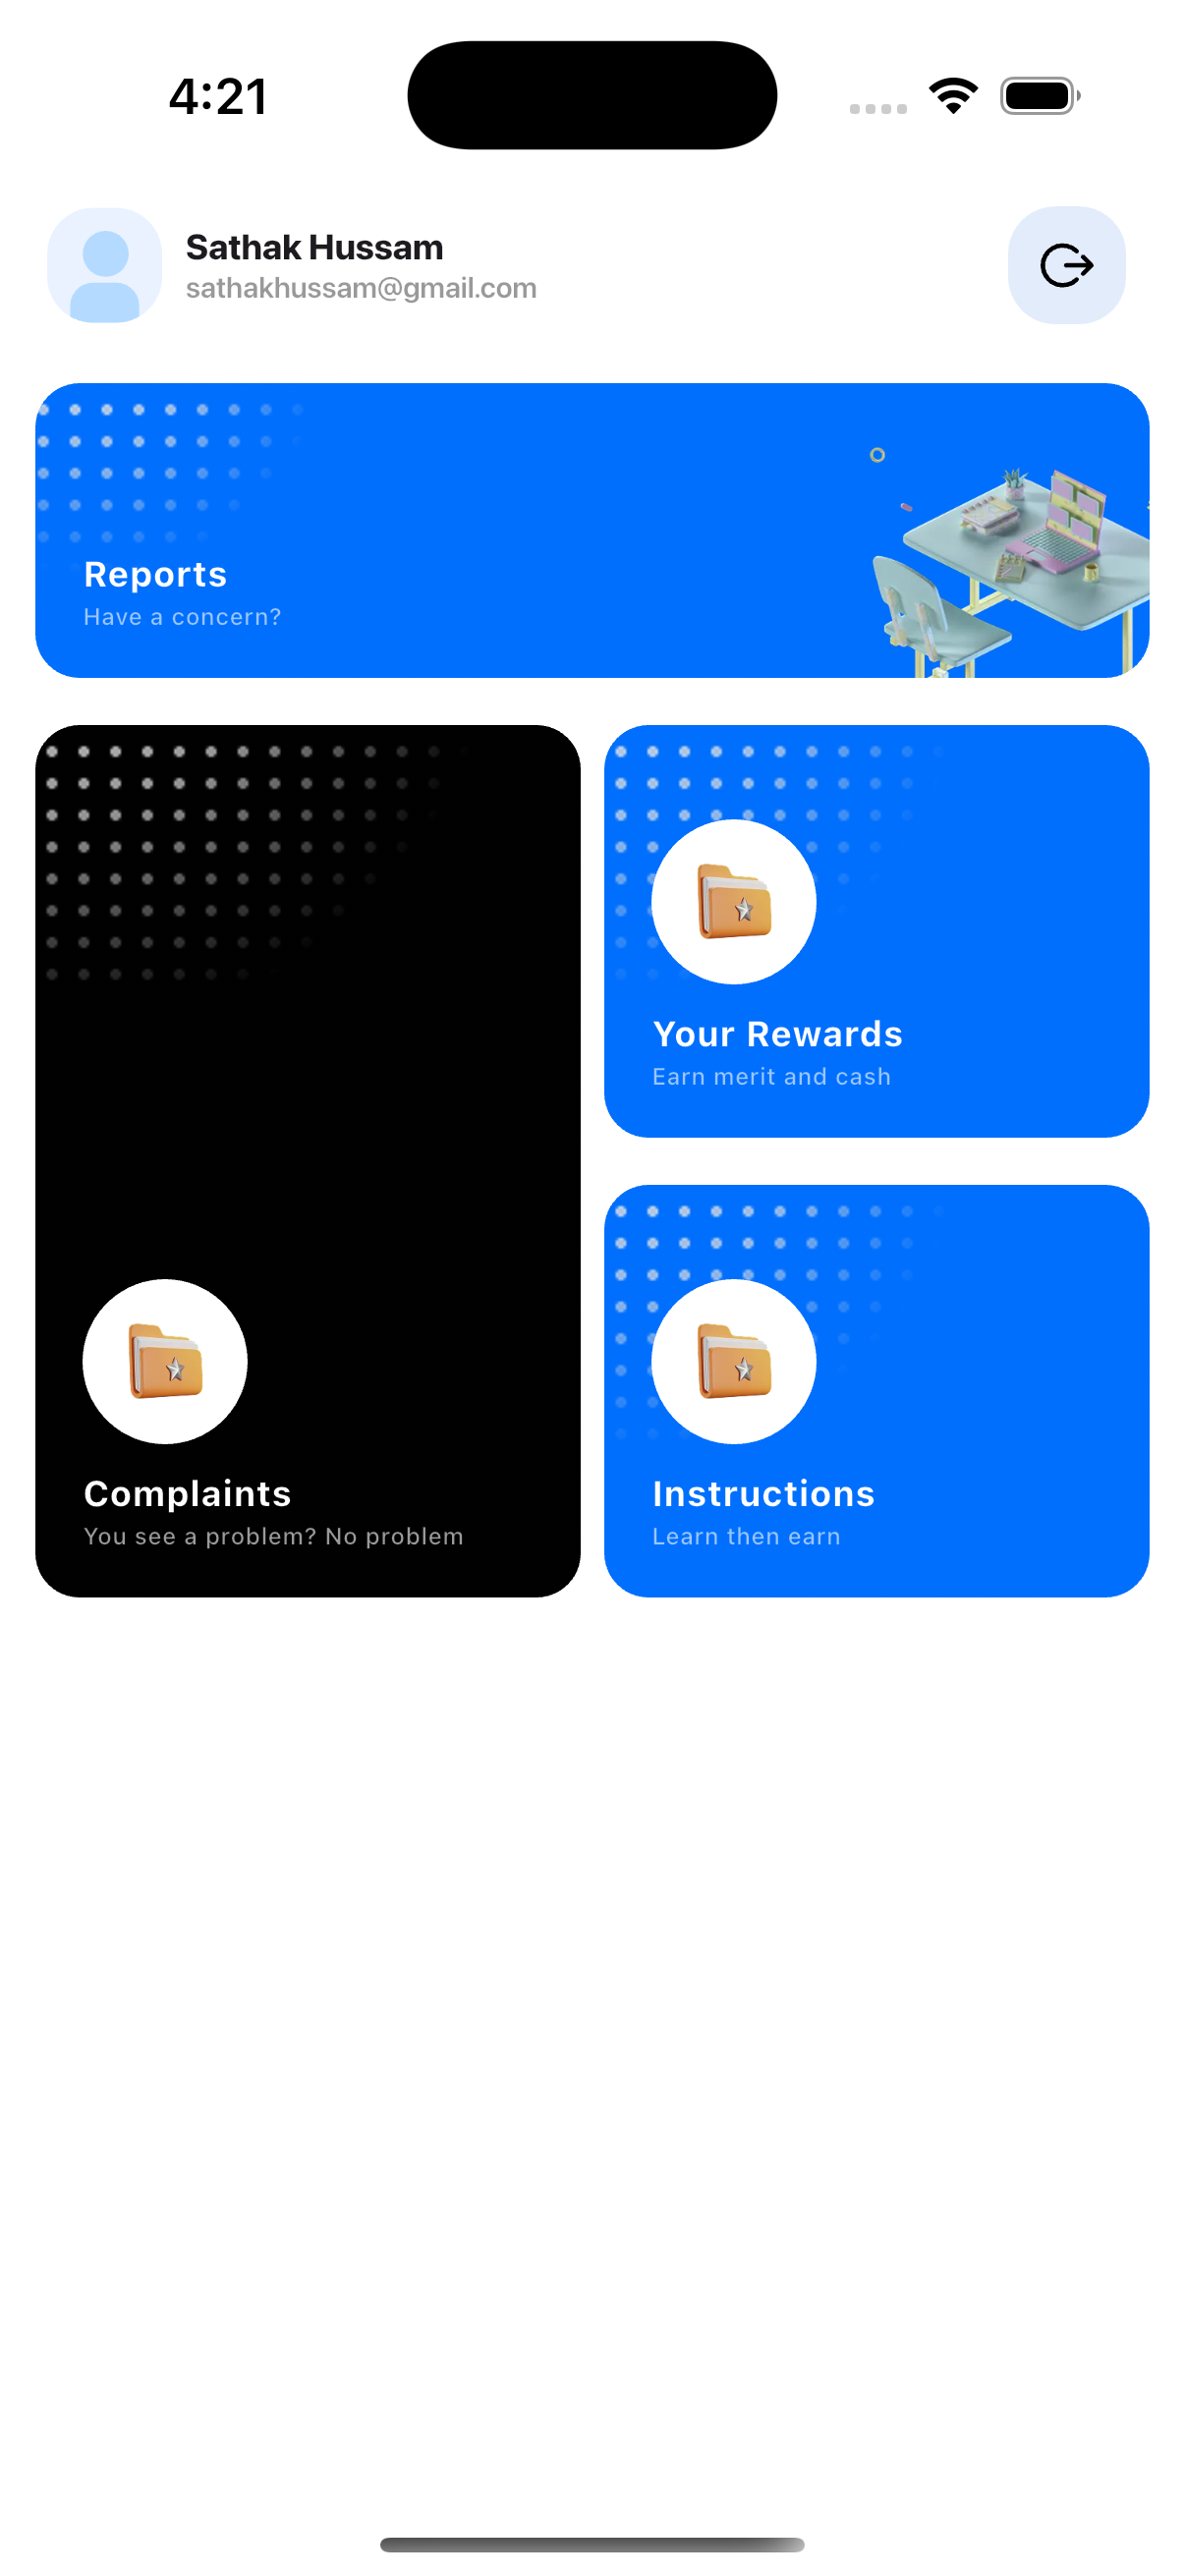 4:21
Sathak Hussam
sathakhussam@gmail.com
Reports
Have a concern?
Your Rewards
Earn merit and cash
Complaints
You see a problem? No problem
Instructions
Learn then earn